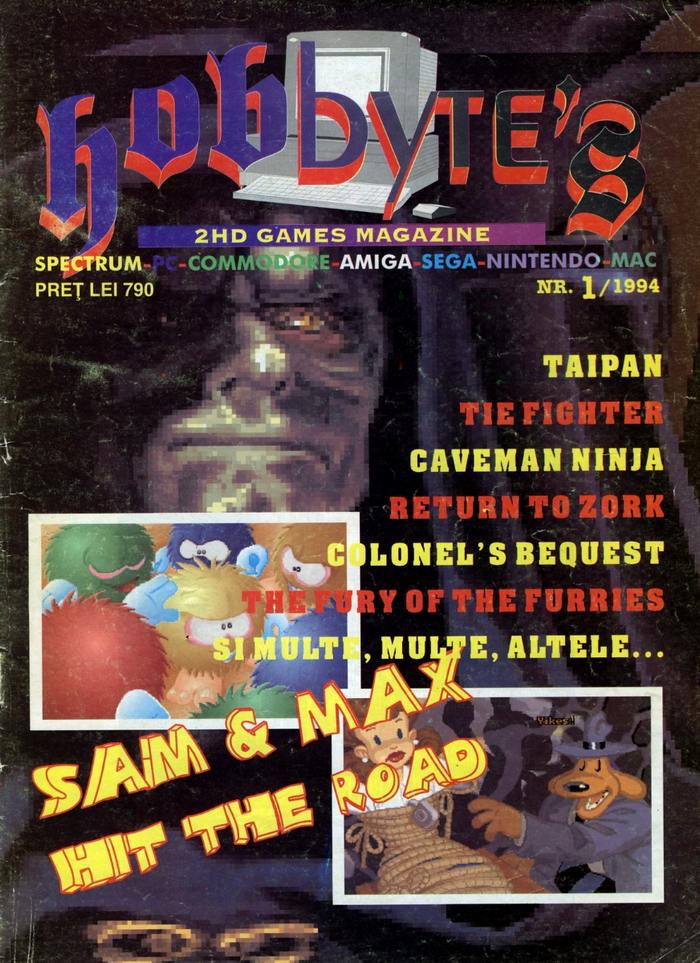 hobbyTE's
2HD GAMES MAGAZINE
SPECTRUM-PC-COMMODORE-AMIGA-SEGA-NINTENDO-MAC
PREȚ LEI 790
NR. 1/1994
TAIPAN
TIE FIGHTER
CAVEMAN NINJA
RETURN TO ZORK
COLONEL'S BEQUEST
THE FURY OF THE FURRIES
SI MULTE, MULTE, ALTELE...
SAM & MAX
HIT THE ROAD
Yikes!